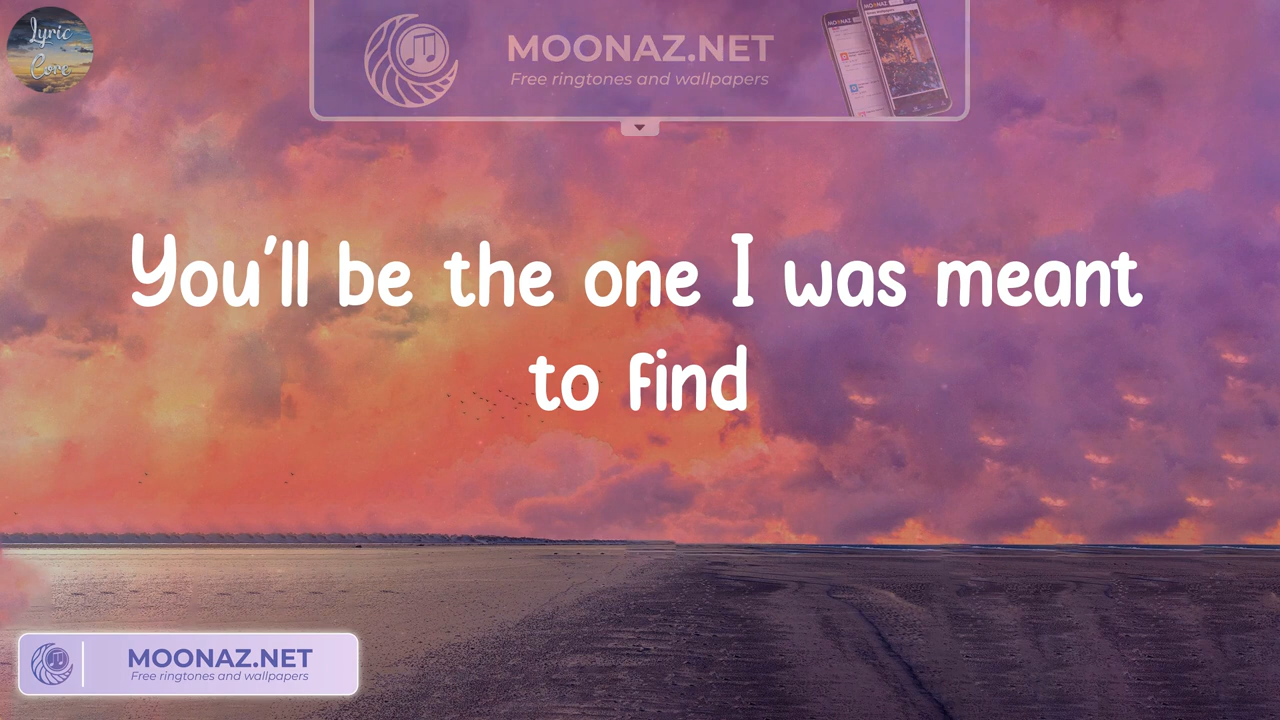 Lyric
Core
MOONAZ.NET
Free ringtones and wallpapers
You'll be the one I was meant
to find
MOONAZ.NET
Free ringtones and wallpapers